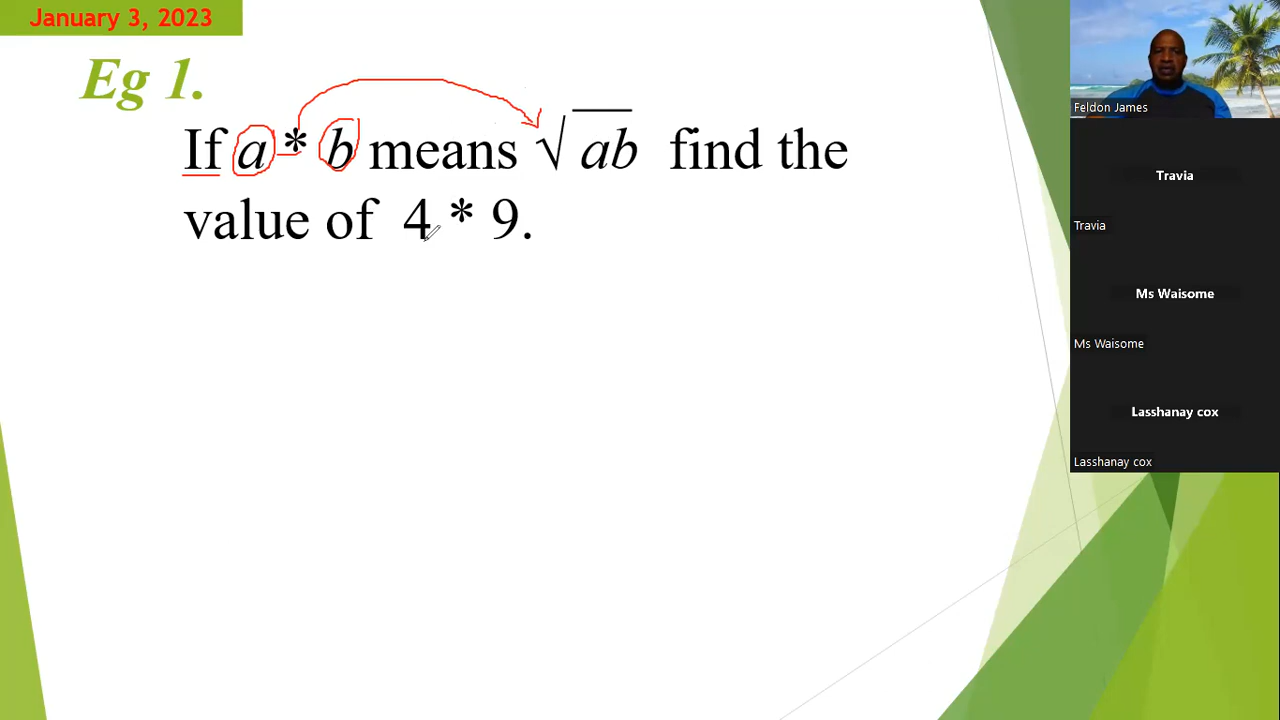 January 3, 2023
Eg 1.
If a * b means √ab find the
value of 4 * 9.
Feldon James
Travia
Travia
Ms Waisome
Ms Waisome
Lasshanay cox
Lasshanay cox